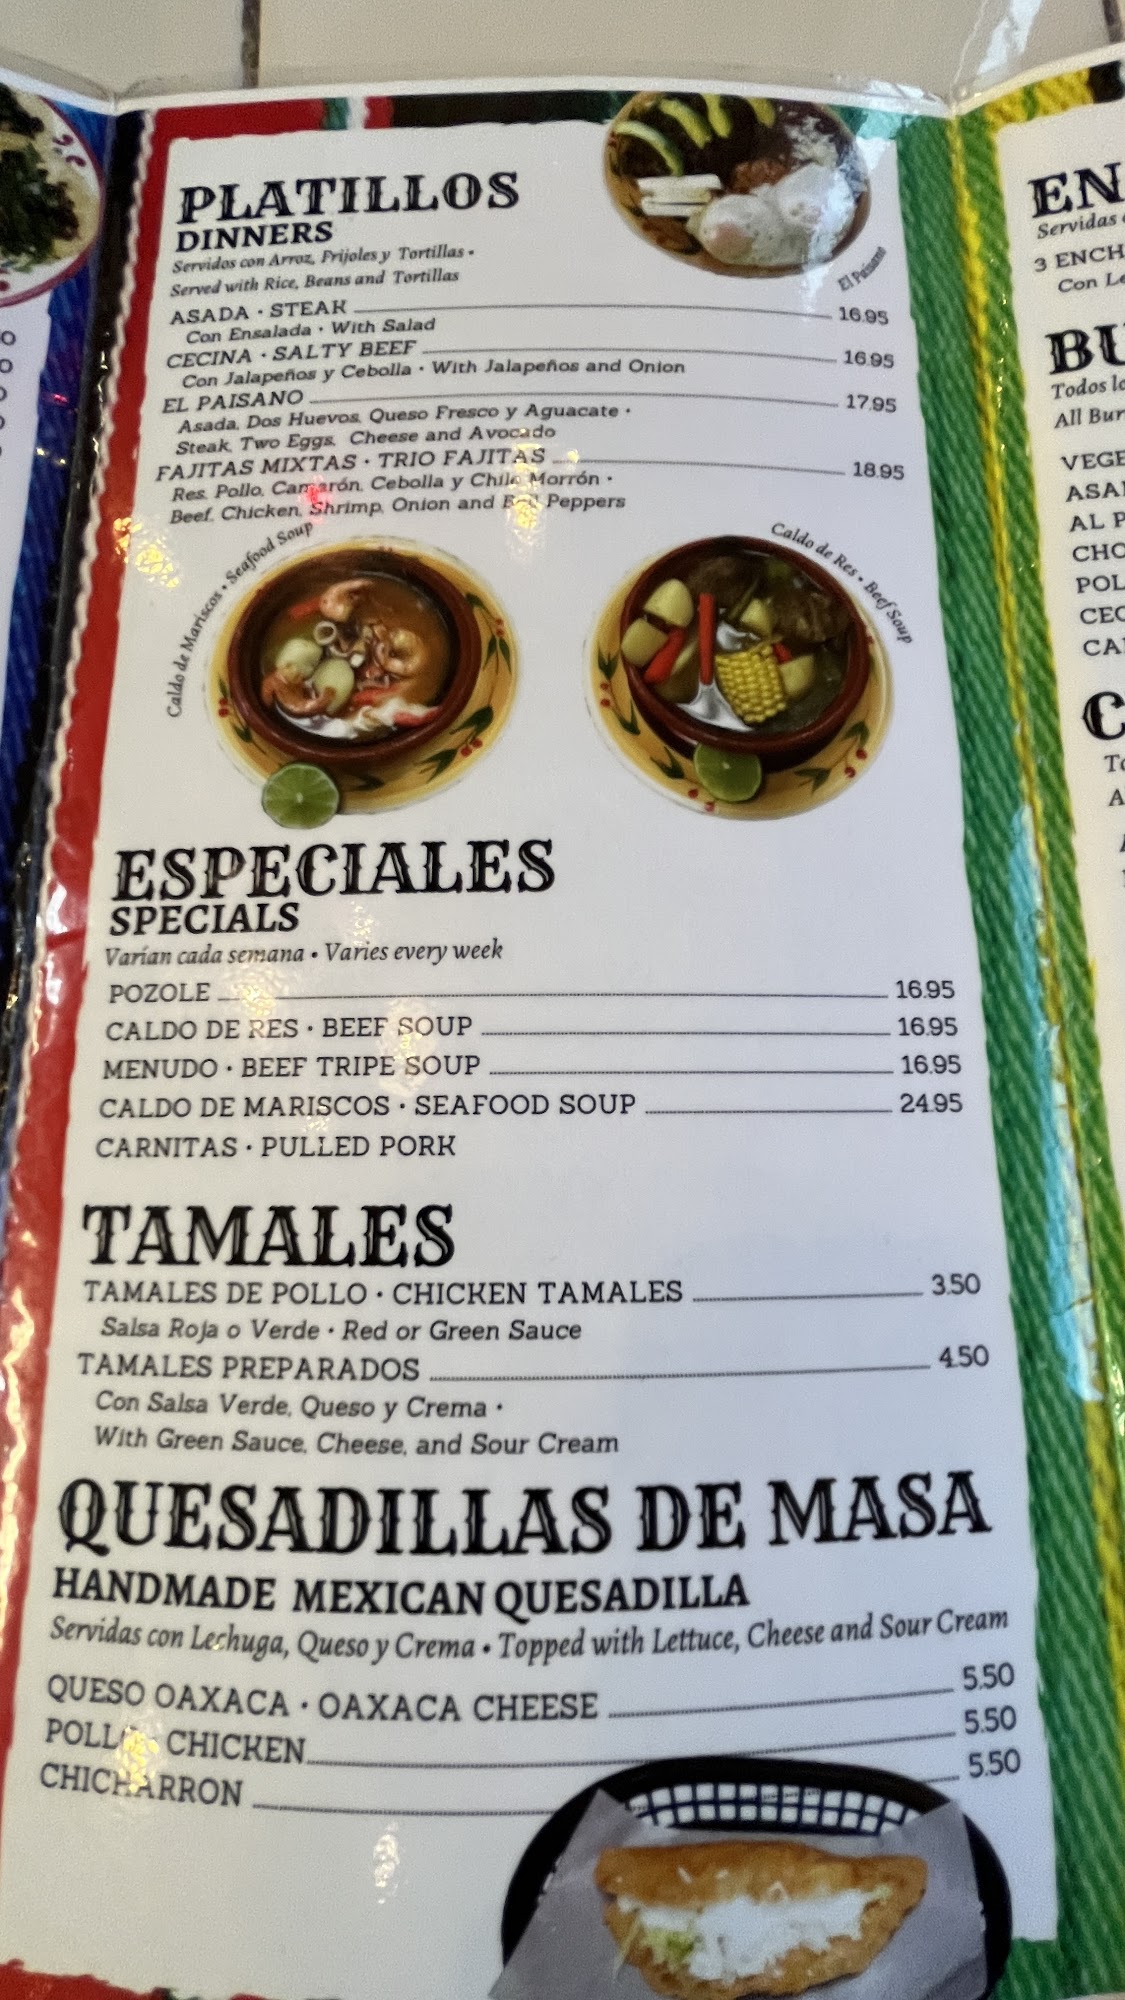 PLATILLOS
DINNERS
Servidos con Arroz, Frijoles y Tortillas •
Served with Rice, Beans and Tortillas
El Paisano
ASADA • STEAK 16.95
Con Ensalada • With Salad
CECINA • SALTY BEEF 16.95
Con Jalapeños y Cebolla • With Jalapeños and Onion
EL PAISANO 17.95
Asada, Dos Huevos, Queso Fresco y Aguacate •
Steak, Two Eggs, Cheese and Avocado
FAJITAS MIXTAS • TRIO FAJITAS 18.95
Res, Pollo, Camarón, Cebolla y Chile Morrón •
Beef, Chicken, Shrimp, Onion and Bell Peppers
Caldo de Mariscos • Seafood Soup
Caldo de Res • Beef Soup
ESPECIALES
SPECIALS
Varían cada semana • Varies every week
POZOLE 16.95
CALDO DE RES • BEEF SOUP 16.95
MENUDO • BEEF TRIPE SOUP 16.95
CALDO DE MARISCOS • SEAFOOD SOUP 24.95
CARNITAS • PULLED PORK
TAMALES
TAMALES DE POLLO • CHICKEN TAMALES 3.50
Salsa Roja o Verde • Red or Green Sauce
TAMALES PREPARADOS 4.50
Con Salsa Verde, Queso y Crema •
With Green Sauce, Cheese, and Sour Cream
QUESADILLAS DE MASA
HANDMADE MEXICAN QUESADILLA
Servidas con Lechuga, Queso y Crema • Topped with Lettuce, Cheese and Sour Cream
QUESO OAXACA • OAXACA CHEESE 5.50
POLLO • CHICKEN 5.50
CHICHARRON 5.50
EN
Servidas
3 ENCH
Con Le
BU
Todos lo
All Bur
VEGE
ASA
AL P
CHO
POL
CEC
CA
C
To
A